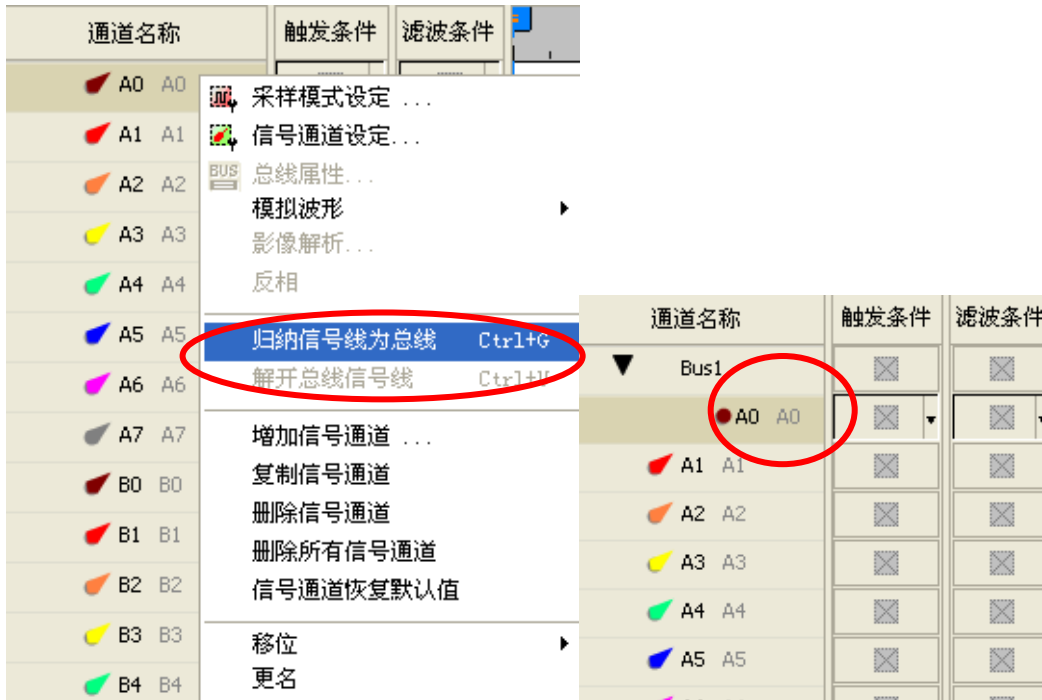 通道名称 触发条件 滤波条件
A0 A0
A1 A1
A2 A2
A3 A3
A4 A4
A5 A5
A6 A6
A7 A7
B0 B0
B1 B1
B2 B2
B3 B3
B4 B4
采样模式设定 ...
信号通道设定...
BUS 总线属性...
模拟波形
影像解析...
反相
归纳信号线为总线 Ctrl+G
解开总线信号线
增加信号通道 ...
复制信号通道
删除信号通道
删除所有信号通道
信号通道恢复默认值
移位
更名
通道名称 触发条件 滤波条件
Bus1
A0 A0
A1 A1
A2 A2
A3 A3
A4 A4
A5 A5